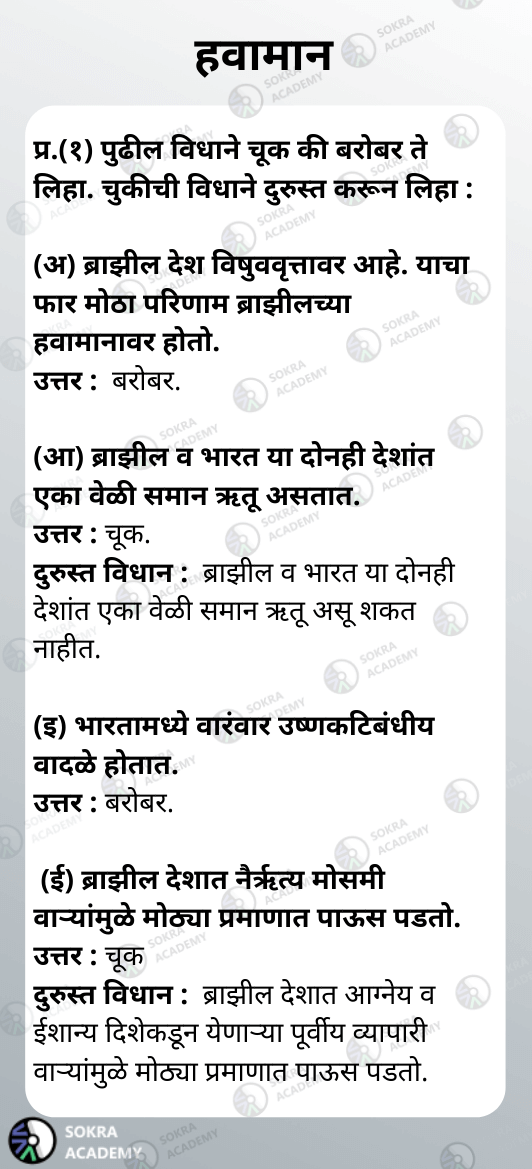 हवामान
प्र.(१) पुढील विधाने चूक की बरोबर ते
लिहा. चुकीची विधाने दुरुस्त करून लिहा :
(अ) ब्राझील देश विषुववृत्तावर आहे. याचा
फार मोठा परिणाम ब्राझीलच्या
हवामानावर होतो.
उत्तर : बरोबर.
(आ) ब्राझील व भारत या दोनही देशांत
एका वेळी समान ऋतू असतात.
उत्तर : चूक.
दुरुस्त विधान : ब्राझील व भारत या दोनही
देशांत एका वेळी समान ऋतू असू शकत
नाहीत.
(इ) भारतामध्ये वारंवार उष्णकटिबंधीय
वादळे होतात.
उत्तर : बरोबर.
(ई) ब्राझील देशात नैर्ऋत्य मोसमी
वाऱ्यांमुळे मोठ्या प्रमाणात पाऊस पडतो.
उत्तर : चूक
दुरुस्त विधान : ब्राझील देशात आग्नेय व
ईशान्य दिशेकडून येणाऱ्या पूर्वीय व्यापारी
वाऱ्यांमुळे मोठ्या प्रमाणात पाऊस पडतो.
SOKRA
ACADEMY